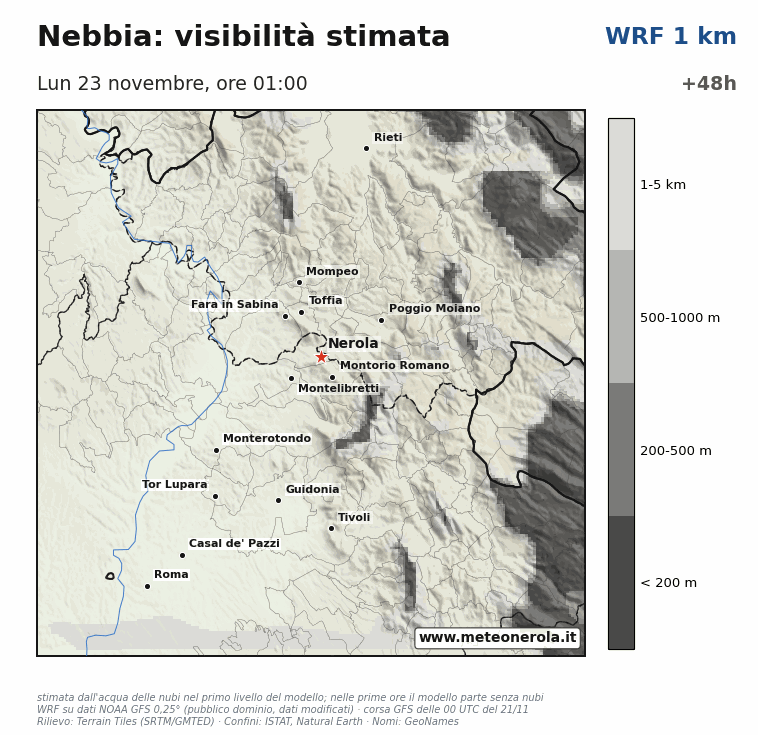 Nebbia: visibilità stimata
WRF 1 km
Lun 23 novembre, ore 01:00
+48h
Rieti
1-5 km
Mompeo
Fara in Sabina
Toffia
Poggio Moiano
500-1000 m
Nerola
Montorio Romano
Montelibretti
Monterotondo
200-500 m
Tor Lupara
Guidonia
Tivoli
Casal de' Pazzi
Roma
< 200 m
www.meteonerola.it
stimata dall'acqua delle nubi nel primo livello del modello; nelle prime ore il modello parte senza nubi
WRF su dati NOAA GFS 0,25° (pubblico dominio, dati modificati) · corsa GFS delle 00 UTC del 21/11
Rilievo: Terrain Tiles (SRTM/GMTED) · Confini: ISTAT, Natural Earth · Nomi: GeoNames